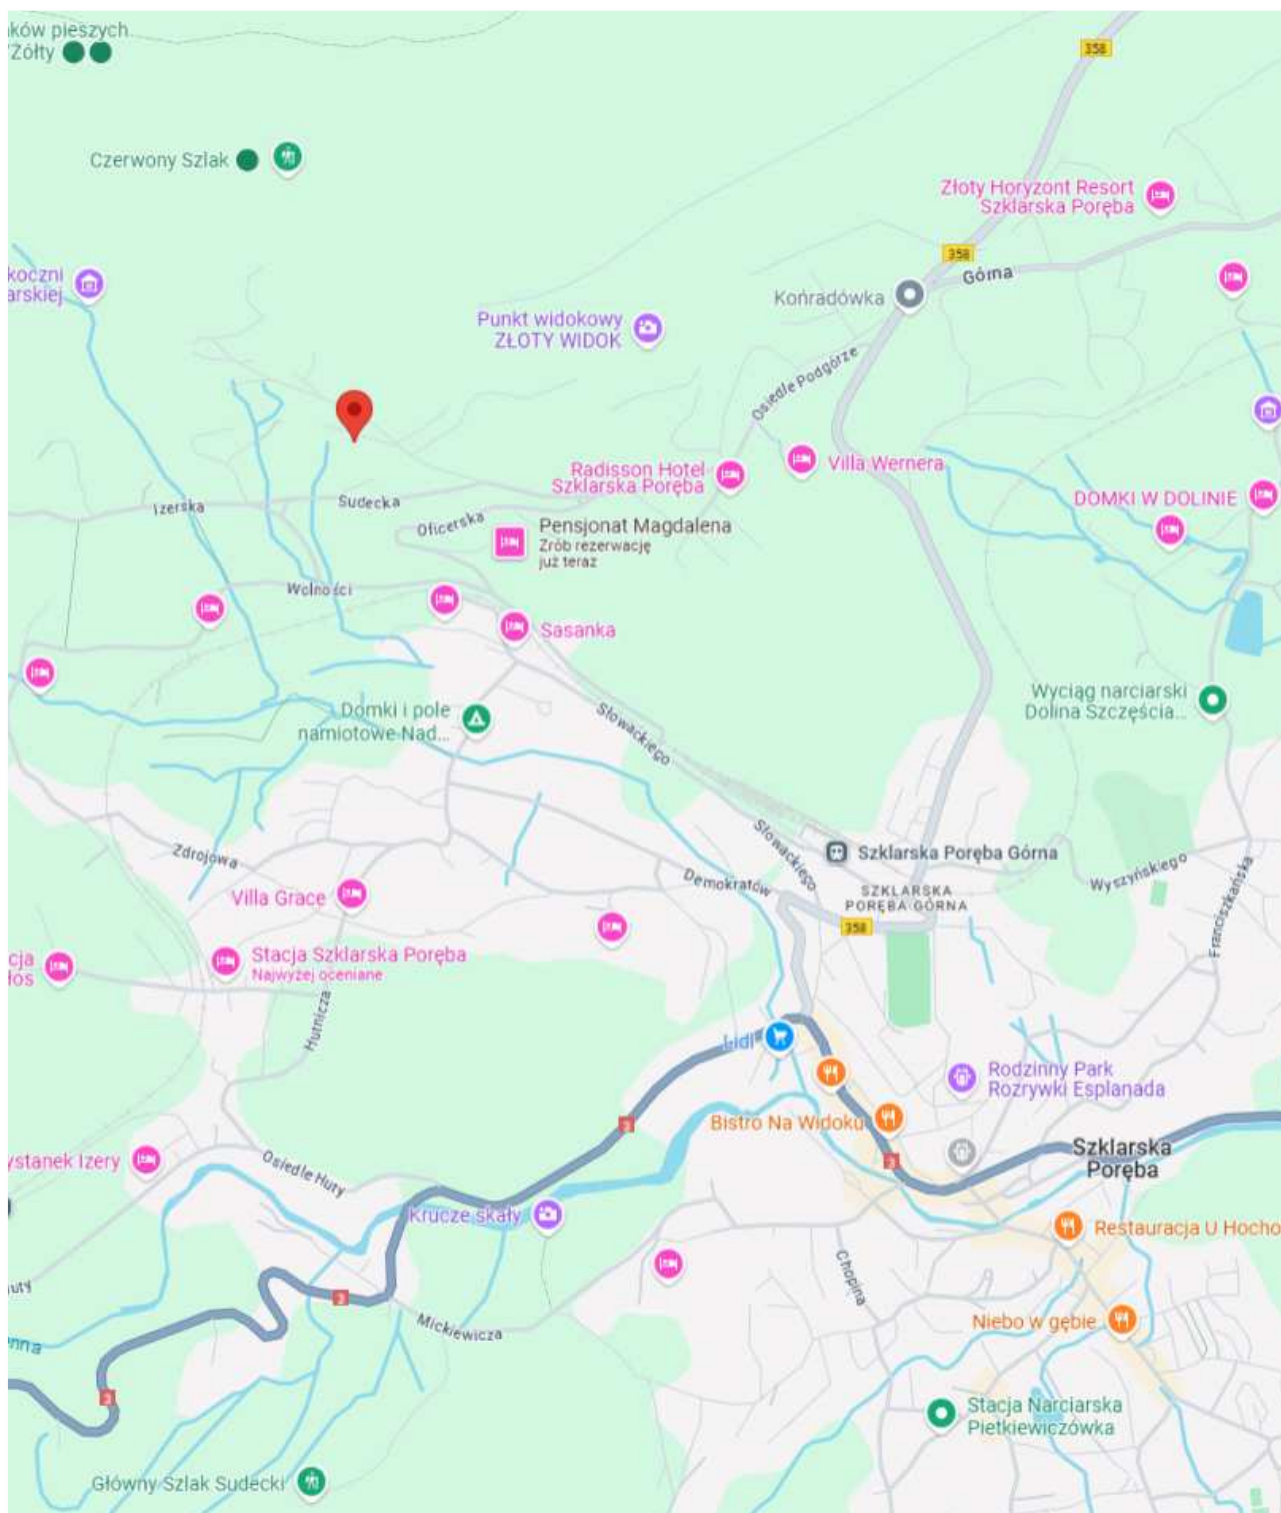 ków pieszych
Żółty
358
Czerwony Szlak
Złoty Horyzont Resort
Szklarska Poręba
koczni
arskiej
358
Górna
Końradówka
Punkt widokowy
ZŁOTY WIDOK
Osiedle Podgórze
Radisson Hotel
Szklarska Poręba
Villa Wernera
Izerska
Sudecka
Oficerska
DOMKI W DOLINIE
Pensjonat Magdalena
Zrób rezerwację
już teraz
Wolności
Sasanka
Wyciąg narciarski
Dolina Szczęścia...
Domki i pole
namiotowe Nad...
Słowackiego
Słowackiego
Zdrojowa
Szklarska Poręba Górna
Wyszyńskiego
Demokratów
SZKLARSKA
PORĘBA GÓRNA
Villa Grace
358
Franciszkańska
Stacja Szklarska Poręba
Najwyżej oceniane
cja
łos
Hutnicza
Lidl
Rodzinny Park
Rozrywki Esplanada
3
Bistro Na Widoku
3
Szklarska
Poręba
ystanek Izery
Osiedle Huty
Krucze skały
Restauracja U Hocho
Chopina
uty
3
Mickiewicza
Niebo w gębie
enna
3
Stacja Narciarska
Pietkiewiczówka
Główny Szlak Sudecki